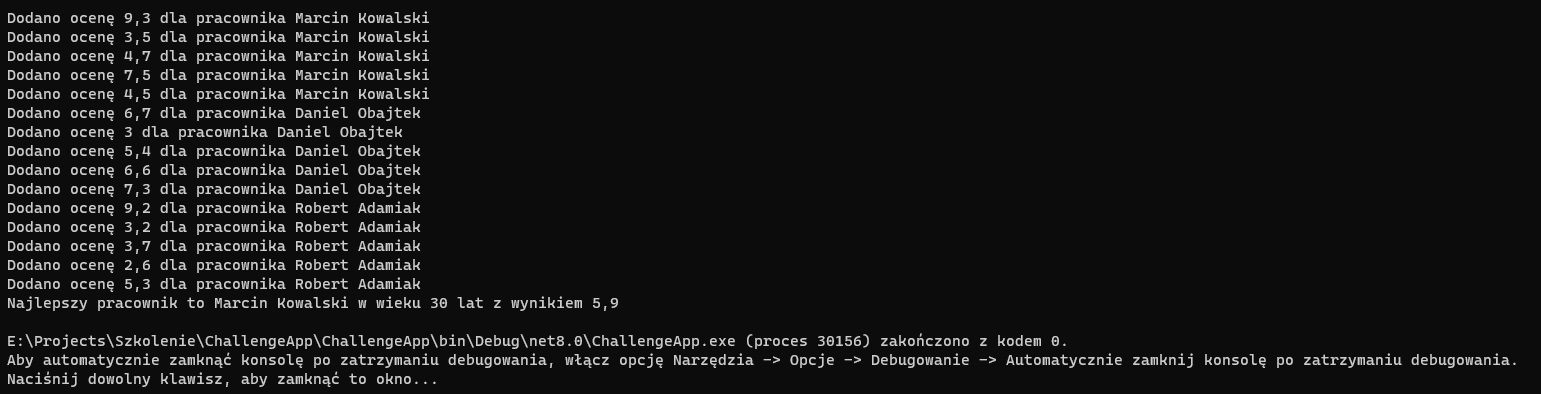 Dodano ocenę 9,3 dla pracownika Marcin Kowalski
Dodano ocenę 3,5 dla pracownika Marcin Kowalski
Dodano ocenę 4,7 dla pracownika Marcin Kowalski
Dodano ocenę 7,5 dla pracownika Marcin Kowalski
Dodano ocenę 4,5 dla pracownika Marcin Kowalski
Dodano ocenę 6,7 dla pracownika Daniel Obajtek
Dodano ocenę 3 dla pracownika Daniel Obajtek
Dodano ocenę 5,4 dla pracownika Daniel Obajtek
Dodano ocenę 6,6 dla pracownika Daniel Obajtek
Dodano ocenę 7,3 dla pracownika Daniel Obajtek
Dodano ocenę 9,2 dla pracownika Robert Adamiak
Dodano ocenę 3,2 dla pracownika Robert Adamiak
Dodano ocenę 3,7 dla pracownika Robert Adamiak
Dodano ocenę 2,6 dla pracownika Robert Adamiak
Dodano ocenę 5,3 dla pracownika Robert Adamiak
Najlepszy pracownik to Marcin Kowalski w wieku 30 lat z wynikiem 5,9
E:\Projects\Szkolenie\ChallengeApp\ChallengeApp\bin\Debug\net8.0\ChallengeApp.exe (proces 30156) zakończono z kodem 0.
Aby automatycznie zamknąć konsolę po zatrzymaniu debugowania, włącz opcję Narzędzia -> Opcje -> Debugowanie -> Automatycznie zamknij konsolę po zatrzymaniu debugowania.
Naciśnij dowolny klawisz, aby zamknąć to okno...